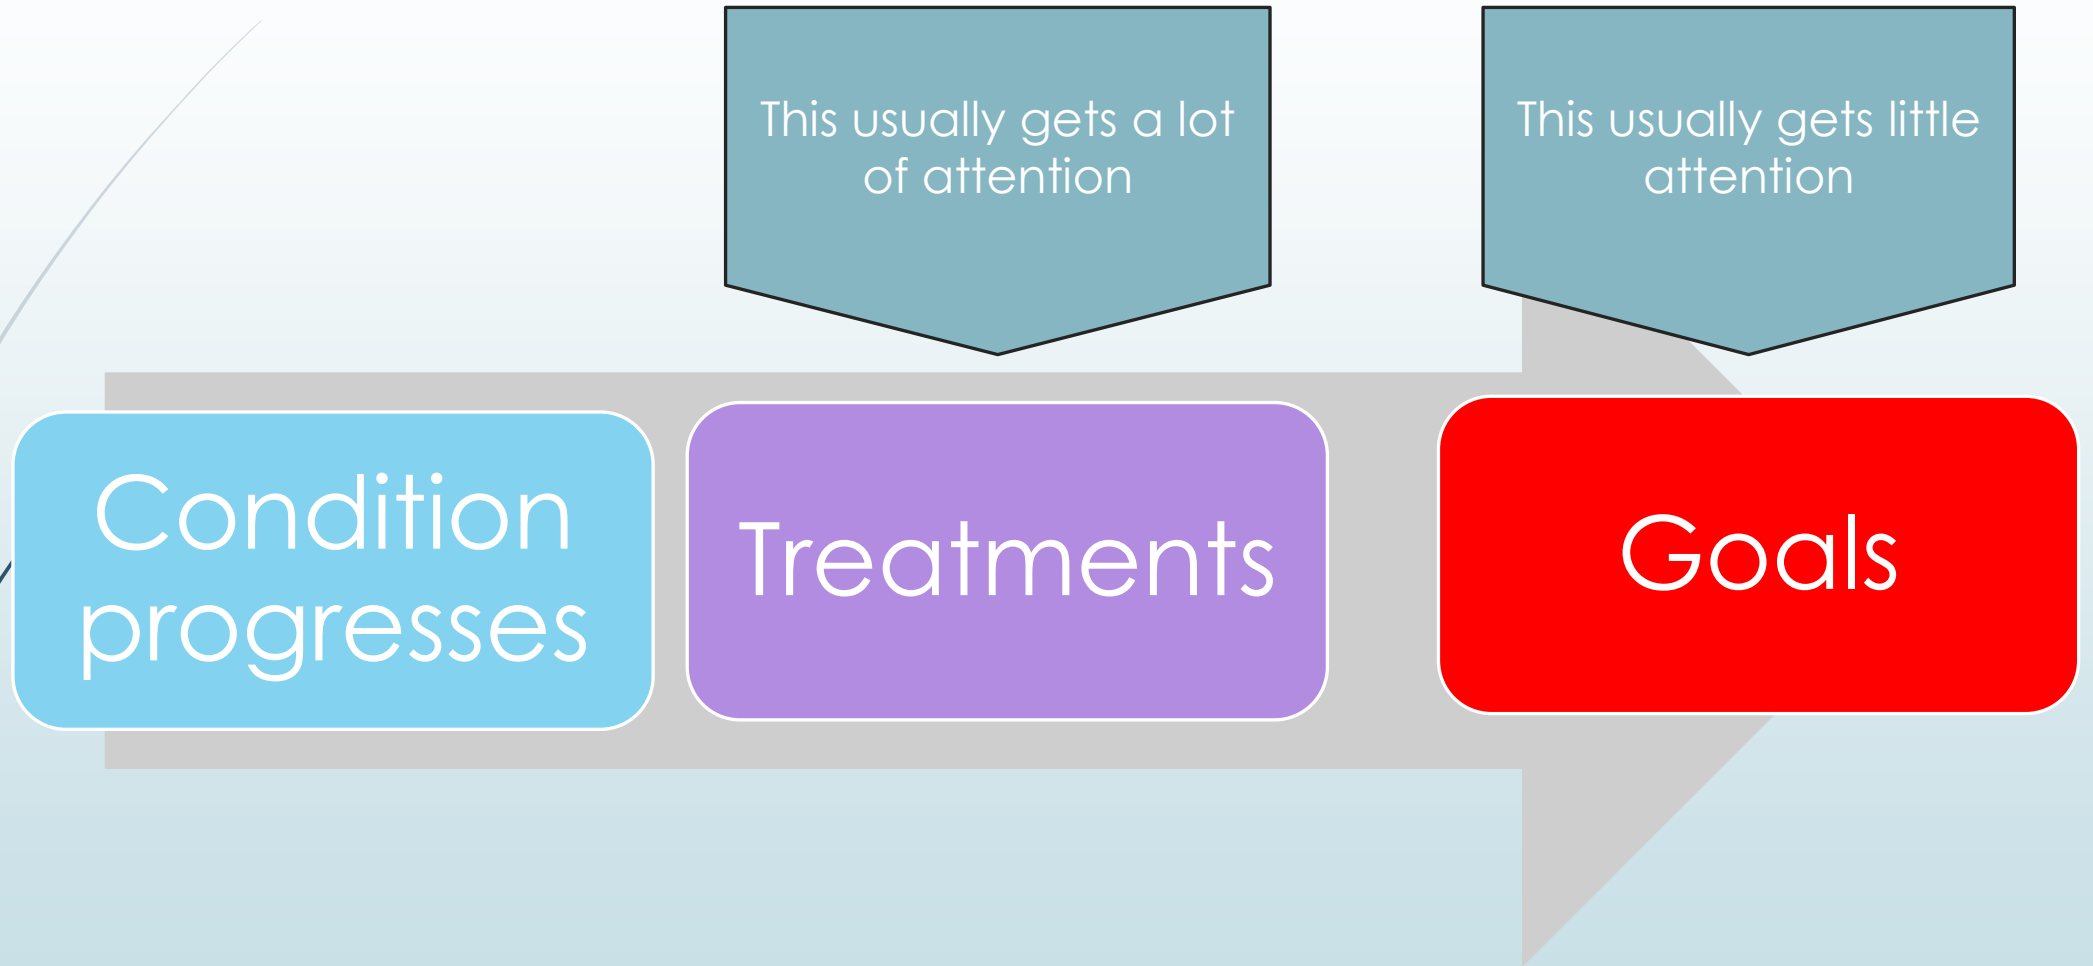 This usually gets a lot
of attention
This usually gets little
attention
Condition
progresses
Treatments
Goals